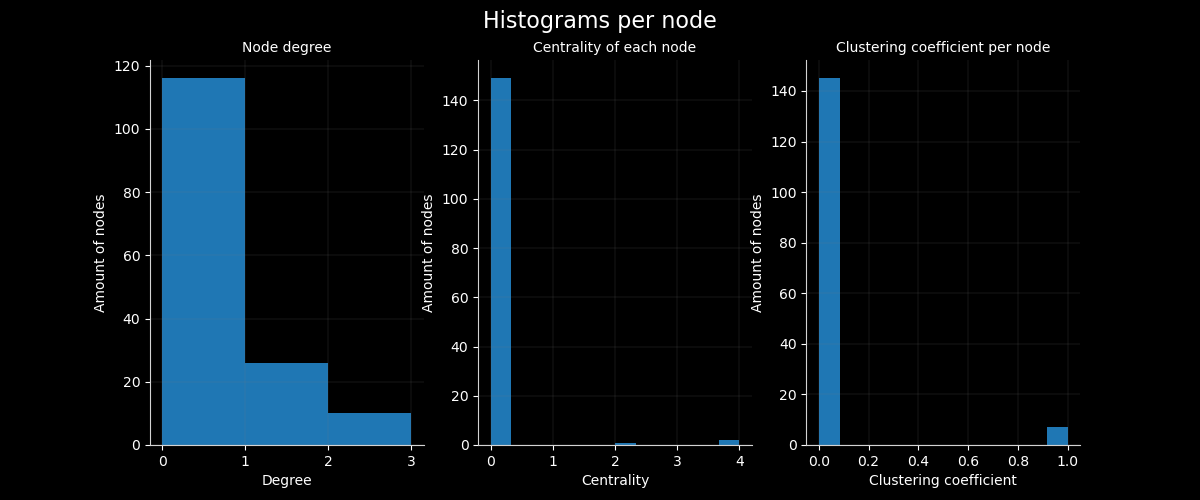 Histograms per node
Node degree
Amount of nodes
120
100
80
60
40
20
0
0 1 2 3
Degree
Centrality of each node
Amount of nodes
140
120
100
80
60
40
20
0
0 1 2 3 4
Centrality
Clustering coefficient per node
Amount of nodes
140
120
100
80
60
40
20
0
0.0 0.2 0.4 0.6 0.8 1.0
Clustering coefficient